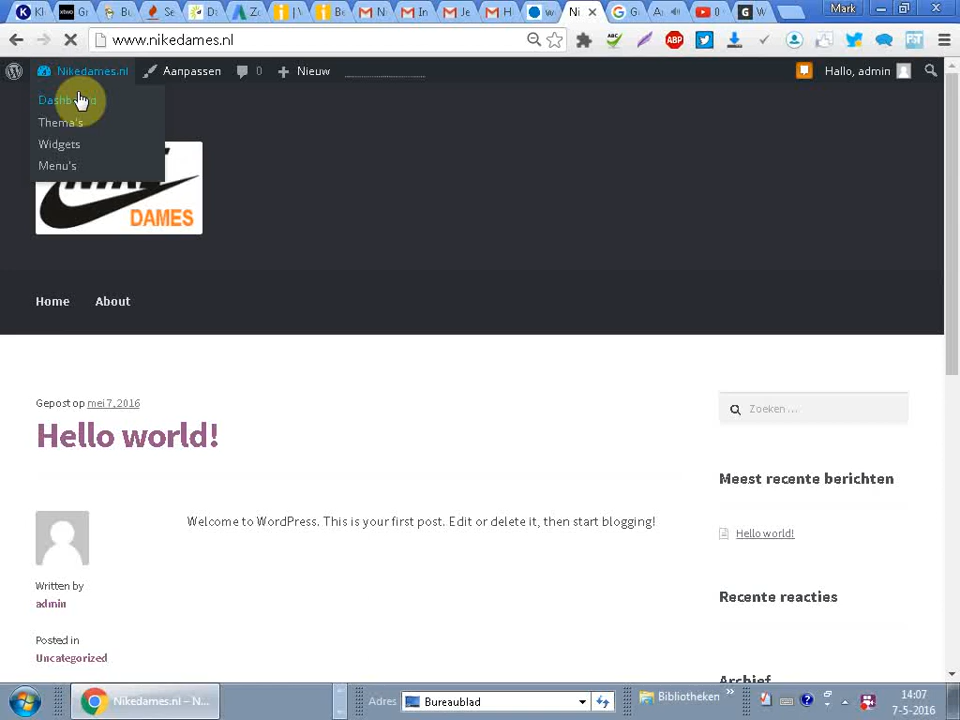 Mark
www.nikedames.nl
Nikedames.nl Aanpassen 0 Nieuw Hallo, admin
Thema's
Widgets
Menu's
DAMES
Home About
Gepost op mei 7, 2016
Hello world!
Zoeken …
Meest recente berichten
Welcome to WordPress. This is your first post. Edit or delete it, then start blogging!
Hello world!
Written by
admin
Recente reacties
Posted in
Uncategorized
Archief
Nikedames.nl – N... Adres Bureaublad Bibliotheken
14:07
7-5-2016